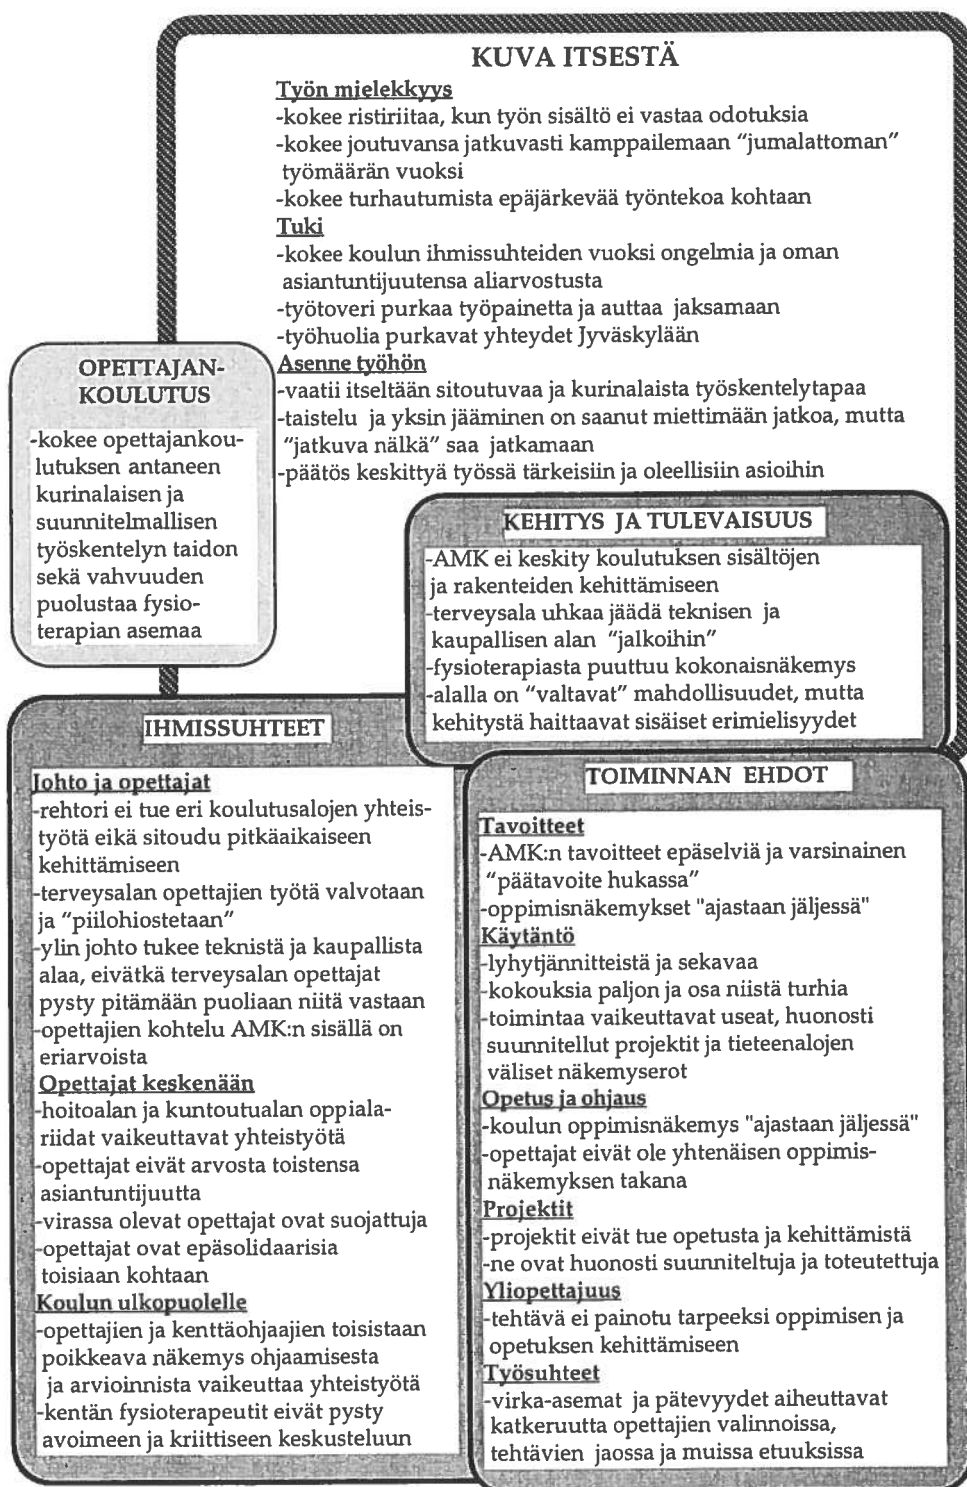 KUVA ITSESTÄ
Työn mielekkyys
-kokee ristiriitaa, kun työn sisältö ei vastaa odotuksia
-kokee joutuvansa jatkuvasti kamppailemaan “jumalattoman”
työmäärän vuoksi
-kokee turhautumista epäjärkevää työntekoa kohtaan
Tuki
-kokee koulun ihmissuhteiden vuoksi ongelmia ja oman
asiantuntijuutensa aliarvostusta
-työtoveri purkaa työpainetta ja auttaa jaksamaan
-työhuolia purkavat yhteydet Jyväskylään
Asenne työhön
-vaatii itseltään sitoutuvaa ja kurinalaista työskentelytapaa
-taistelu ja yksin jääminen on saanut miettimään jatkoa, mutta
“jatkuva nälkä” saa jatkamaan
-päätös keskittyä työssä tärkeisiin ja oleellisiin asioihin
OPETTAJAN-
KOULUTUS
-kokee opettajankou-
lutuksen antaneen
kurinalaisen ja
suunnitelmallisen
työskentelyn taidon
sekä vahvuuden
puolustaa fysio-
terapian asemaa
KEHITYS JA TULEVAISUUS
-AMK ei keskity koulutuksen sisältöjen
ja rakenteiden kehittämiseen
-terveysala uhkaa jäädä teknisen ja
kaupallisen alan “jalkoihin”
-fysioterapiasta puuttuu kokonaisnäkemys
-alalla on “valtavat” mahdollisuudet, mutta
kehitystä haittaavat sisäiset erimielisyydet
IHMISSUHTEET
Johto ja opettajat
-rehtori ei tue eri koulutusalojen yhteis-
työtä eikä sitoudu pitkäaikaiseen
kehittämiseen
-terveysalan opettajien työtä valvotaan
ja “piilohiostetaan”
-ylin johto tukee teknistä ja kaupallista
alaa, eivätkä terveysalan opettajat
pysty pitämään puoliaan niitä vastaan
-opettajien kohtelu AMK:n sisällä on
eriarvoista
Opettajat keskenään
-hoitoalan ja kuntoutualan oppiala-
riidat vaikeuttavat yhteistyötä
-opettajat eivät arvosta toistensa
asiantuntijuutta
-virassa olevat opettajat ovat suojattuja
-opettajat ovat epäsolidaarisia
toisiaan kohtaan
Koulun ulkopuolelle
-opettajien ja kenttäohjaajien toisistaan
poikkeava näkemys ohjaamisesta
ja arvioinnista vaikeuttaa yhteistyötä
-kentän fysioterapeutit eivät pysty
avoimeen ja kriittiseen keskusteluun
TOIMINNAN EHDOT
Tavoitteet
-AMK:n tavoitteet epäselviä ja varsinainen
“päätavoite hukassa”
-oppimisnäkemykset "ajastaan jäljessä"
Käytäntö
-lyhytjännitteistä ja sekavaa
-kokouksia paljon ja osa niistä turhia
-toimintaa vaikeuttavat useat, huonosti
suunnitellut projektit ja tieteenalojen
väliset näkemyserot
Opetus ja ohjaus
-koulun oppimisnäkemys "ajastaan jäljessä"
-opettajat eivät ole yhtenäisen oppimis-
näkemyksen takana
Projektit
-projektit eivät tue opetusta ja kehittämistä
-ne ovat huonosti suunniteltuja ja toteutettuja
Yliopettajuus
-tehtävä ei painotu tarpeeksi oppimisen ja
opetuksen kehittämiseen
Työsuhteet
-virka-asemat ja pätevyydet aiheuttavat
katkeruutta opettajien valinnoissa,
tehtävien jaossa ja muissa etuuksissa